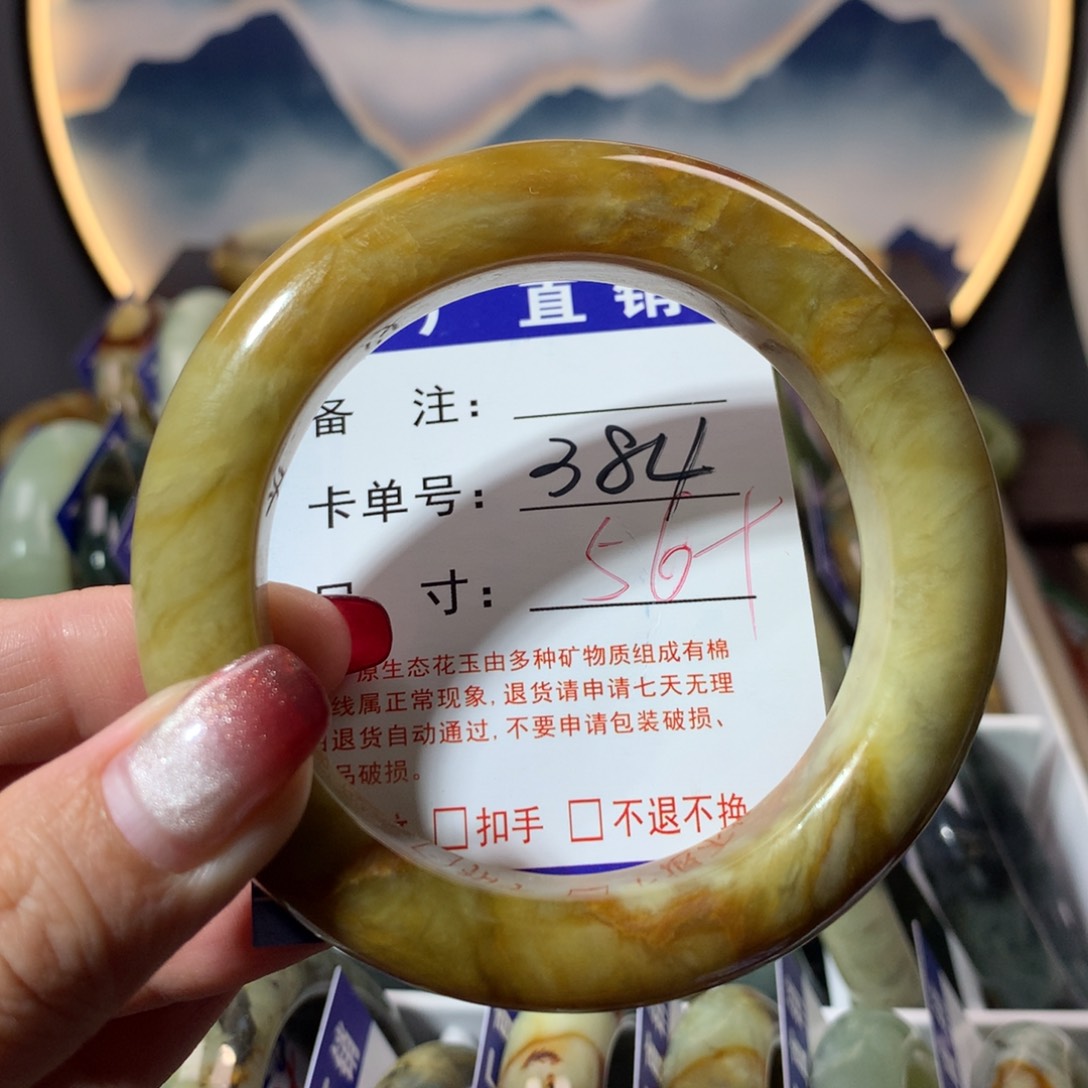 厂 直 销
备 注：
卡单号：384
尺 寸：56+
原生态花玉由多种矿物质组成有棉
线属正常现象，退货请申请七天无理
退货自动通过，不要申请包装破损、
破损。
□扣手 □不退不换